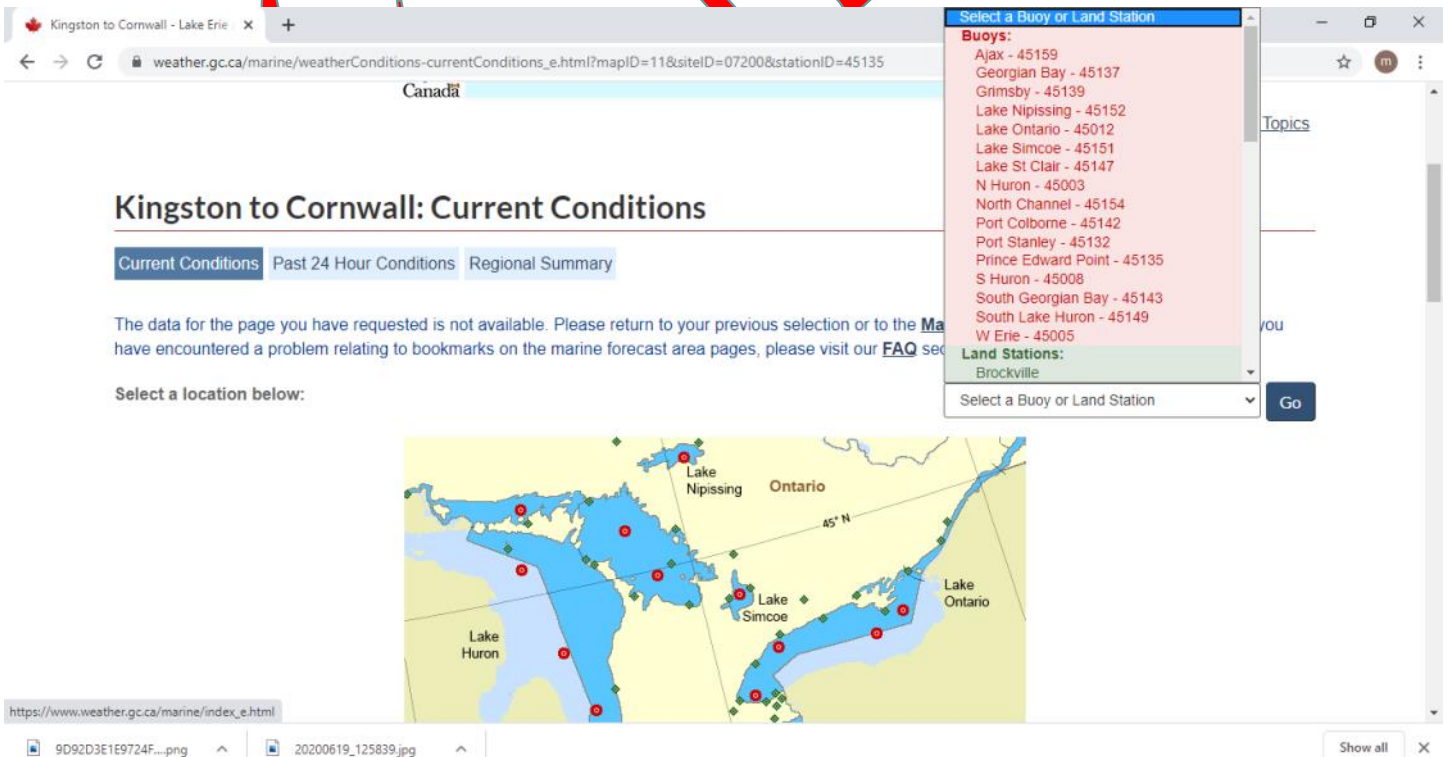 Kingston to Cornwall - Lake Erie
weather.gc.ca/marine/weatherConditions-currentConditions_e.html?mapID=11&siteID=07200&stationID=45135
m
Canada
Topics
Select a Buoy or Land Station
Buoys:
Ajax - 45159
Georgian Bay - 45137
Grimsby - 45139
Lake Nipissing - 45152
Lake Ontario - 45012
Lake Simcoe - 45151
Lake St Clair - 45147
N Huron - 45003
North Channel - 45154
Port Colborne - 45142
Port Stanley - 45132
Prince Edward Point - 45135
S Huron - 45008
South Georgian Bay - 45143
South Lake Huron - 45149
W Erie - 45005
Land Stations:
Brockville
Kingston to Cornwall: Current Conditions
Current Conditions Past 24 Hour Conditions Regional Summary
The data for the page you have requested is not available. Please return to your previous selection or to the Ma you
have encountered a problem relating to bookmarks on the marine forecast area pages, please visit our FAQ sec
Select a location below:
Select a Buoy or Land Station Go
Lake
Nipissing
Ontario
45° N
Lake
Ontario
Lake
Simcoe
Lake
Huron
https://www.weather.gc.ca/marine/index_e.html
9D92D3E1E9724F....png 20200619_125839.jpg Show all